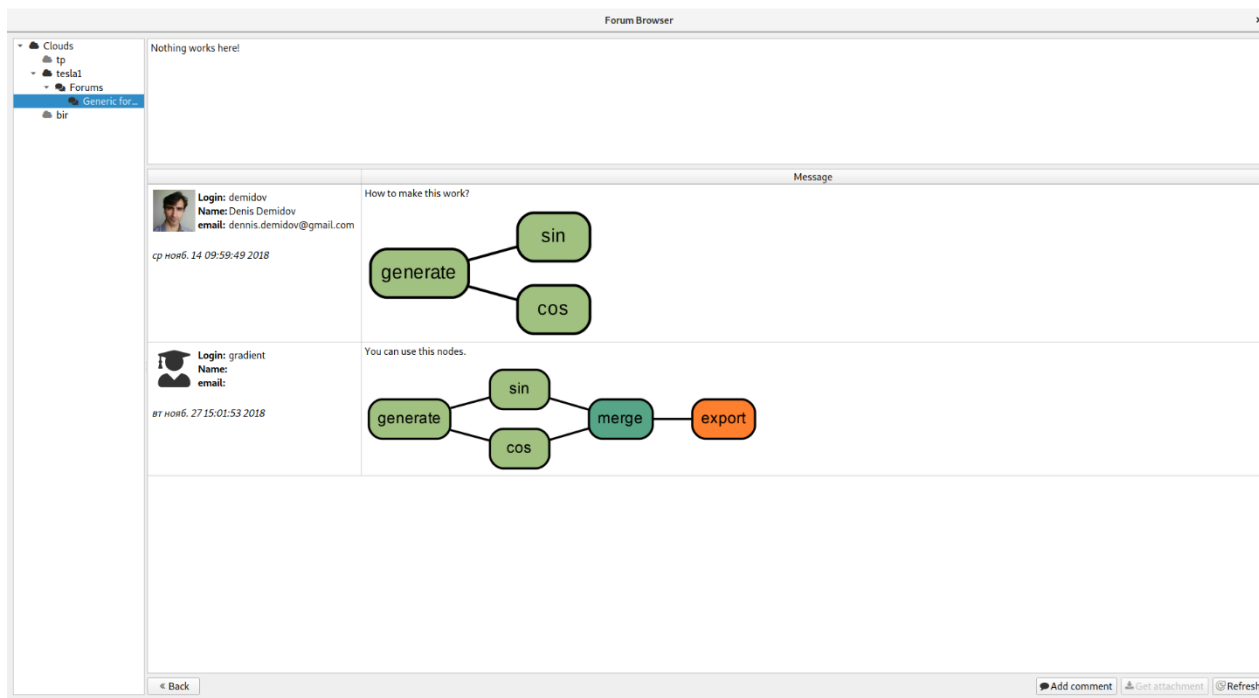 Forum Browser
Clouds
tp
tesla1
Forums
Generic for...
bir
Nothing works here!
Message
Login: demidov
Name: Denis Demidov
email: dennis.demidov@gmail.com
ср нояб. 14 09:59:49 2018
How to make this work?
sin
generate
cos
Login: gradient
Name:
email:
вт нояб. 27 15:01:53 2018
You can use this nodes.
sin
generate
merge
export
cos
« Back
Add comment
Get attachment
Refresh